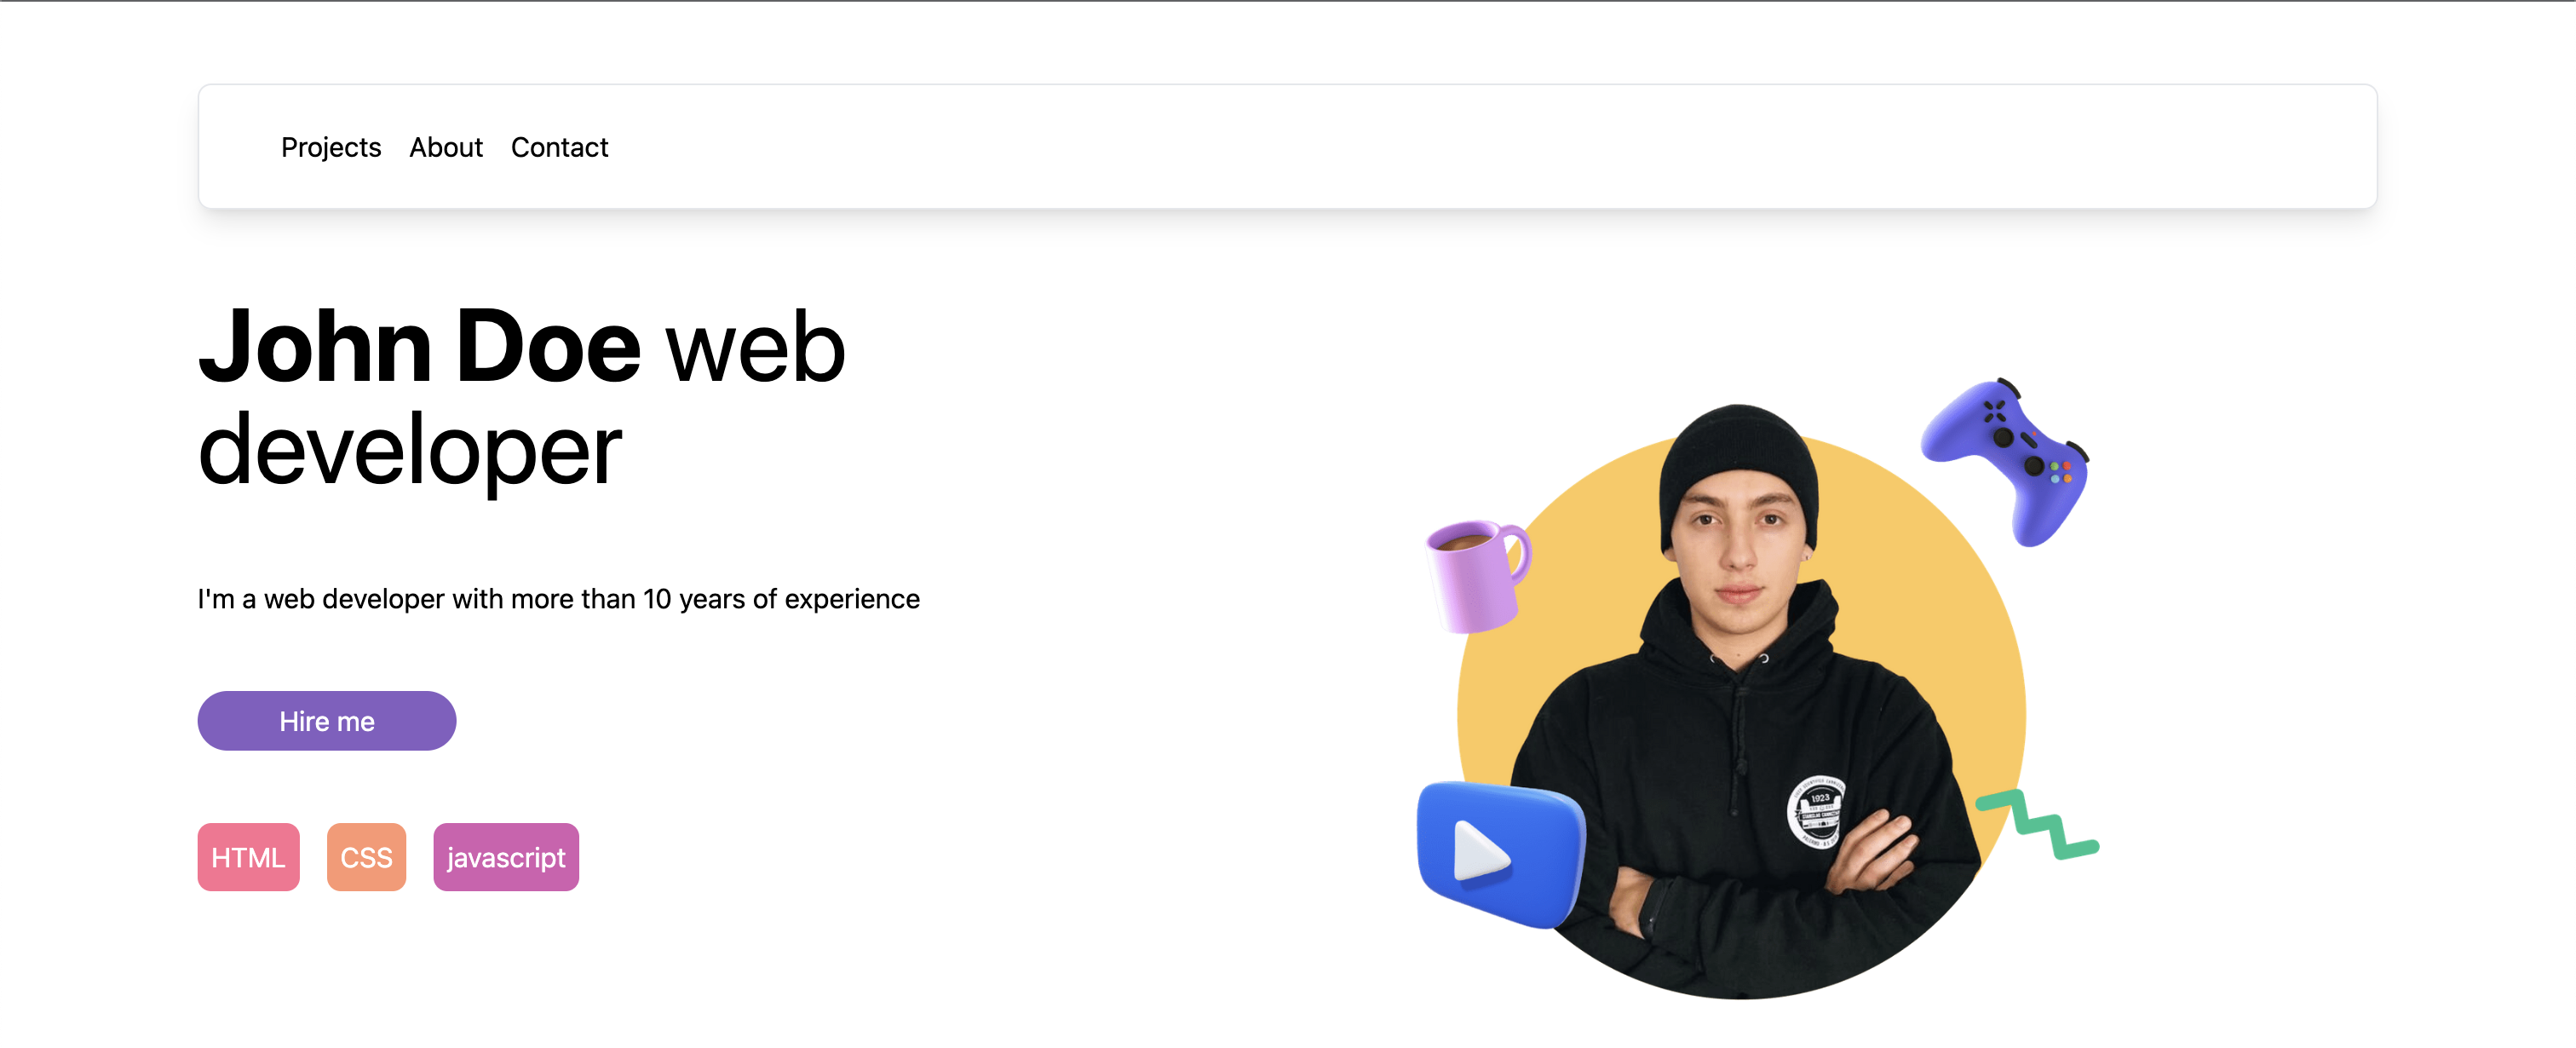 Projects About Contact
John Doe web
developer
I'm a web developer with more than 10 years of experience
Hire me
HTML CSS javascript
1923